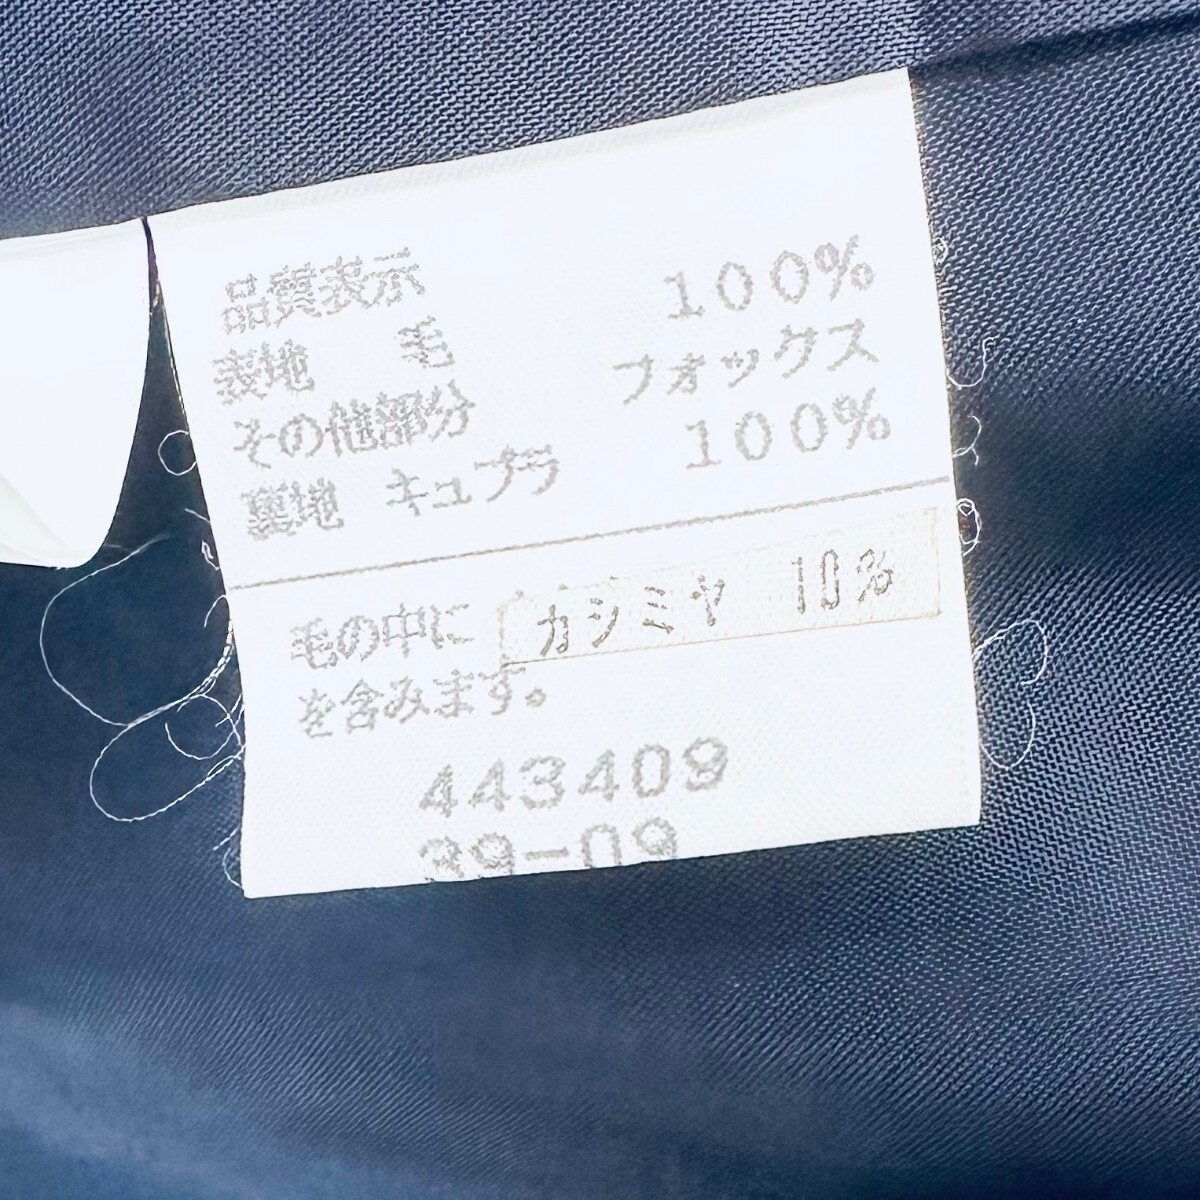 品質表示
表地 毛 100%
その他部分 フォックス
裏地 キュプラ 100%
毛の中に カシミヤ 10%
を含みます。
443409
39-09